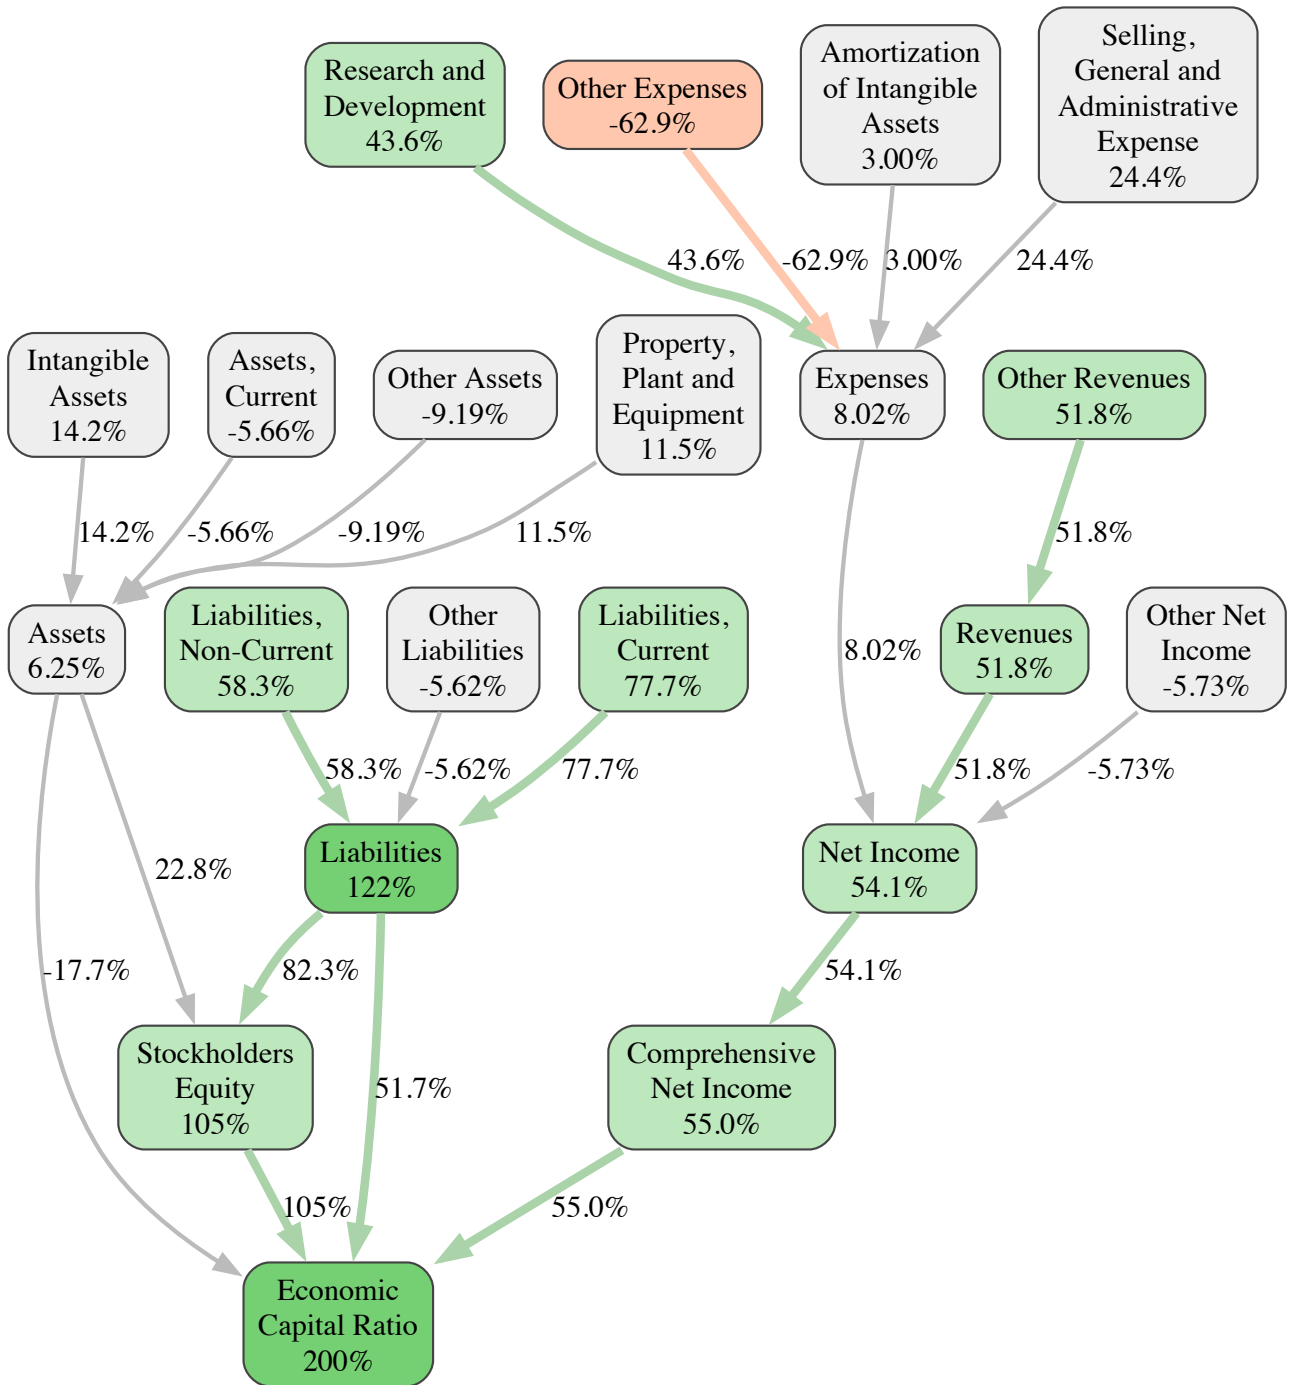 Research and
Development
43.6%
Other Expenses
-62.9%
Amortization
of Intangible
Assets
3.00%
Selling,
General and
Administrative
Expense
24.4%
43.6%
-62.9%
3.00%
24.4%
Intangible
Assets
14.2%
Assets,
Current
-5.66%
Other Assets
-9.19%
Property,
Plant and
Equipment
11.5%
Expenses
8.02%
Other Revenues
51.8%
14.2%
-5.66%
-9.19%
11.5%
51.8%
Assets
6.25%
Liabilities,
Non-Current
58.3%
Other
Liabilities
-5.62%
Liabilities,
Current
77.7%
8.02%
Revenues
51.8%
Other Net
Income
-5.73%
58.3%
-5.62%
77.7%
51.8%
-5.73%
22.8%
Liabilities
122%
Net Income
54.1%
-17.7%
82.3%
54.1%
Stockholders
Equity
105%
51.7%
Comprehensive
Net Income
55.0%
105%
55.0%
Economic
Capital Ratio
200%